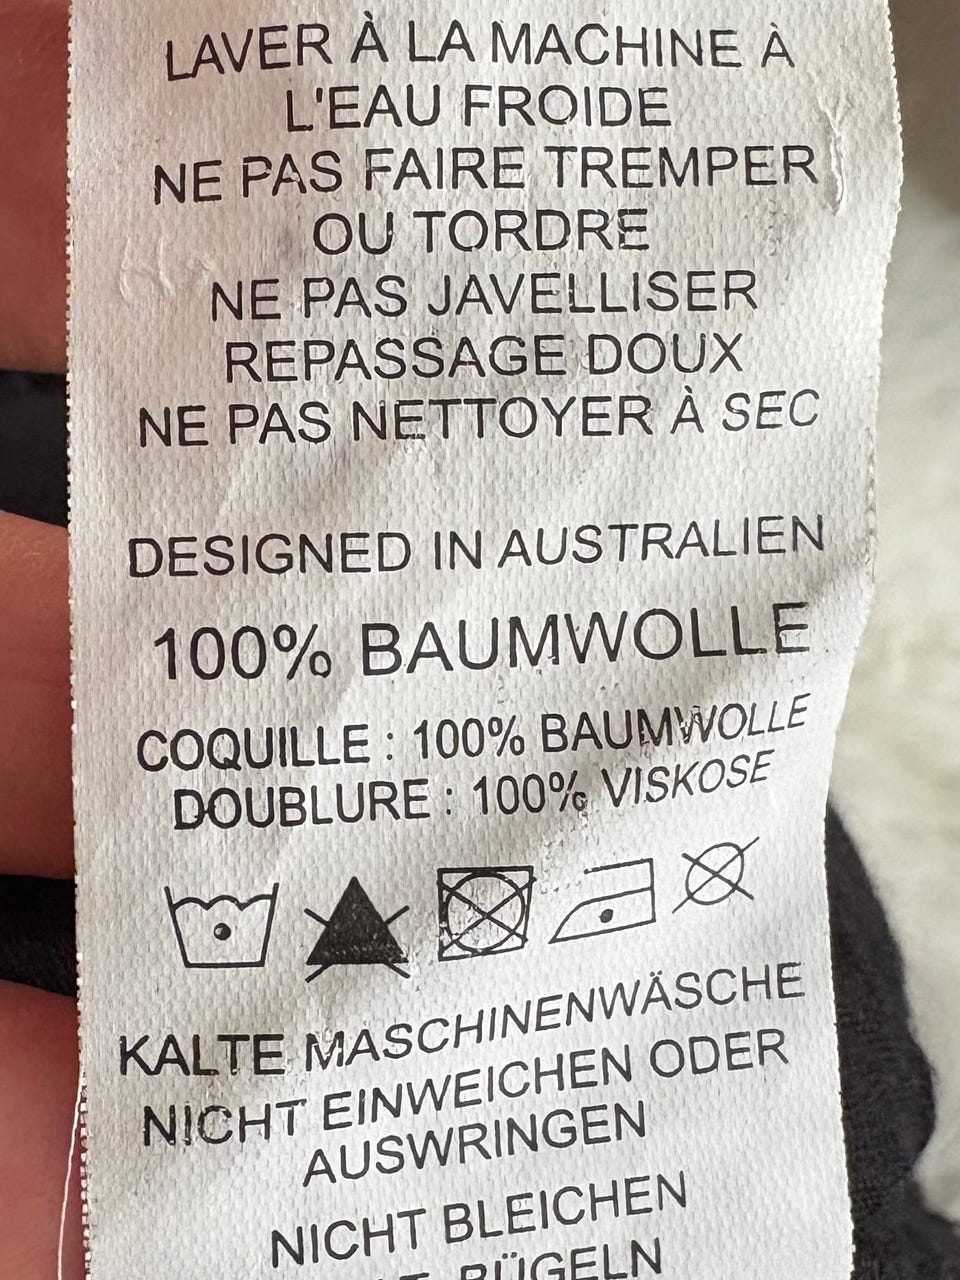 LAVER À LA MACHINE À
L'EAU FROIDE
NE PAS FAIRE TREMPER
OU TORDRE
NE PAS JAVELLISER
REPASSAGE DOUX
NE PAS NETTOYER À SEC
DESIGNED IN AUSTRALIEN
100% BAUMWOLLE
COQUILLE : 100% BAUMWOLLE
DOUBLURE : 100% VISKOSE
KALTE MASCHINENWÄSCHE
NICHT EINWEICHEN ODER
AUSWRINGEN
NICHT BLEICHEN
BÜGELN